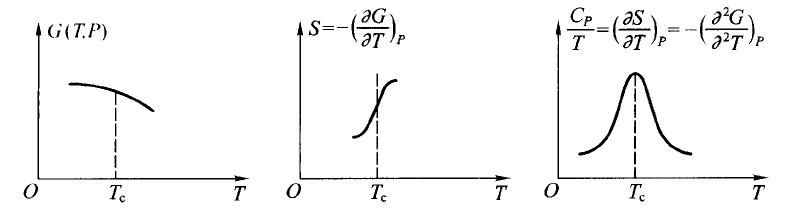 G(T,P)
O
T_c
T
S=-(∂G/∂T)_P
O
T_c
T
C_P/T=(∂S/∂T)_P=-(∂²G/∂²T)_P
O
T_c
T